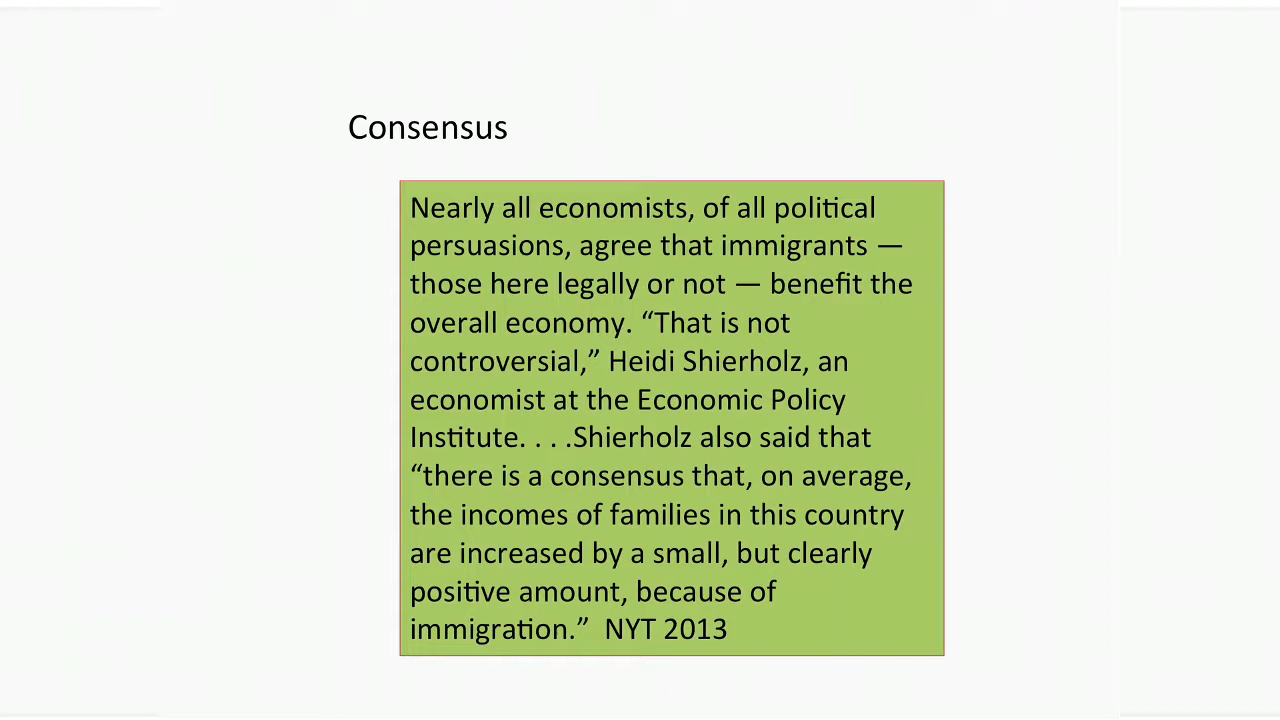 Consensus
Nearly all economists, of all political
persuasions, agree that immigrants —
those here legally or not — benefit the
overall economy. “That is not
controversial,” Heidi Shierholz, an
economist at the Economic Policy
Institute. . . .Shierholz also said that
“there is a consensus that, on average,
the incomes of families in this country
are increased by a small, but clearly
positive amount, because of
immigration.”  NYT 2013